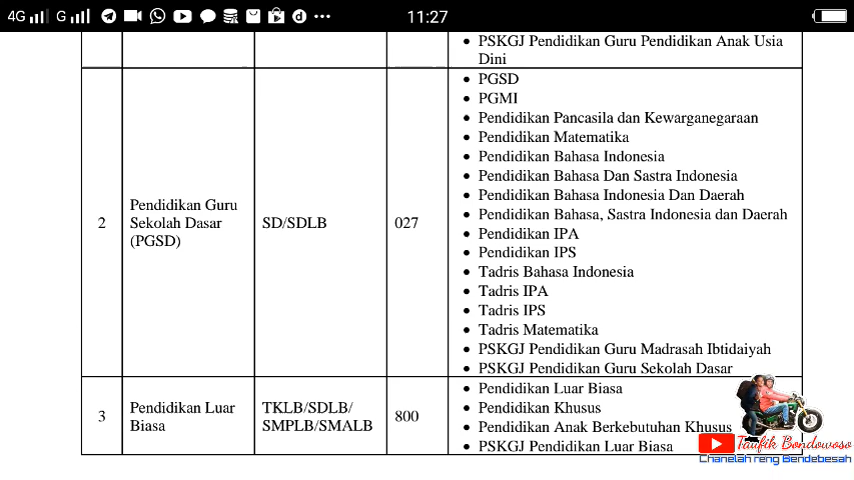 4G G 11:27
PSKGJ Pendidikan Guru Pendidikan Anak Usia
Dini
2
Pendidikan Guru
Sekolah Dasar
(PGSD)
SD/SDLB
027
PGSD
PGMI
Pendidikan Pancasila dan Kewarganegaraan
Pendidikan Matematika
Pendidikan Bahasa Indonesia
Pendidikan Bahasa Dan Sastra Indonesia
Pendidikan Bahasa Indonesia Dan Daerah
Pendidikan Bahasa, Sastra Indonesia dan Daerah
Pendidikan IPA
Pendidikan IPS
Tadris Bahasa Indonesia
Tadris IPA
Tadris IPS
Tadris Matematika
PSKGJ Pendidikan Guru Madrasah Ibtidaiyah
PSKGJ Pendidikan Guru Sekolah Dasar
3
Pendidikan Luar
Biasa
TKLB/SDLB/
SMPLB/SMALB
800
Pendidikan Luar Biasa
Pendidikan Khusus
Pendidikan Anak Berkebutuhan Khusus
PSKGJ Pendidikan Luar Biasa
Taufik Bondowoso
Chanelah reng Bendebesah